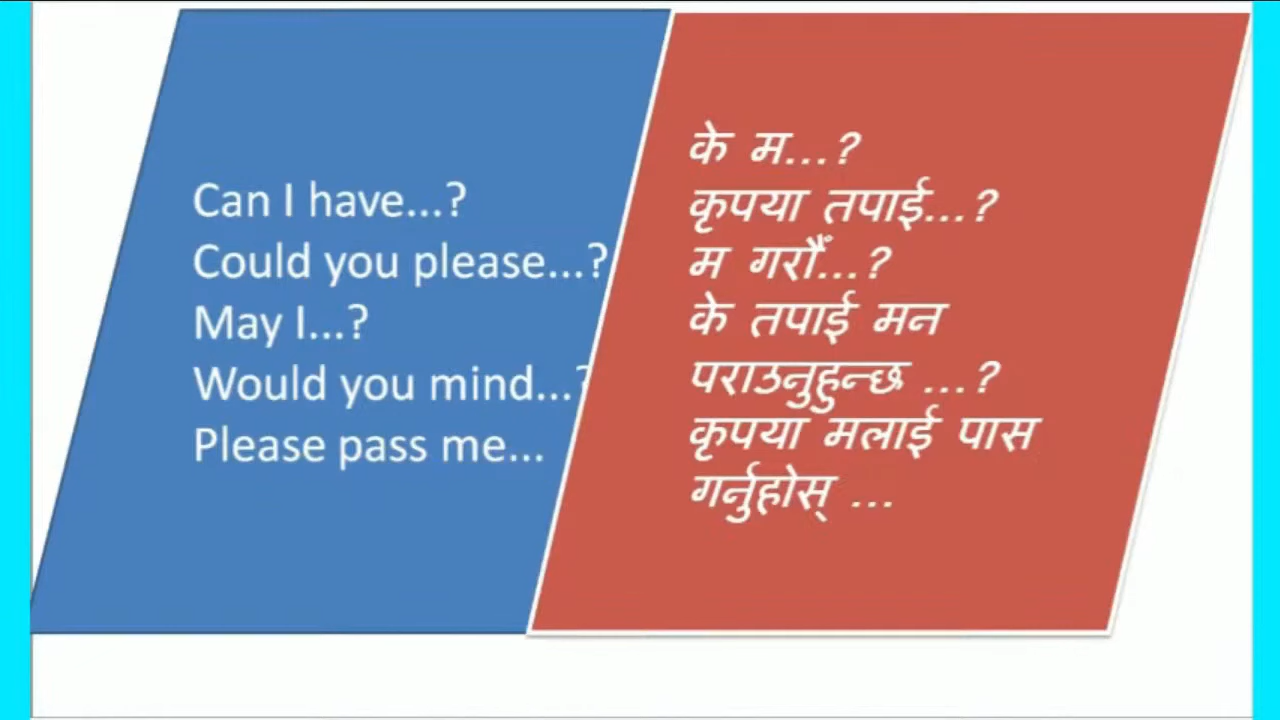 Can I have...?
Could you please...?
May I...?
Would you mind...?
Please pass me...
के म...?
कृपया तपाई...?
म गरौँ...?
के तपाई मन
पराउनुहुन्छ ...?
कृपया मलाई पास
गर्नुहोस् ...